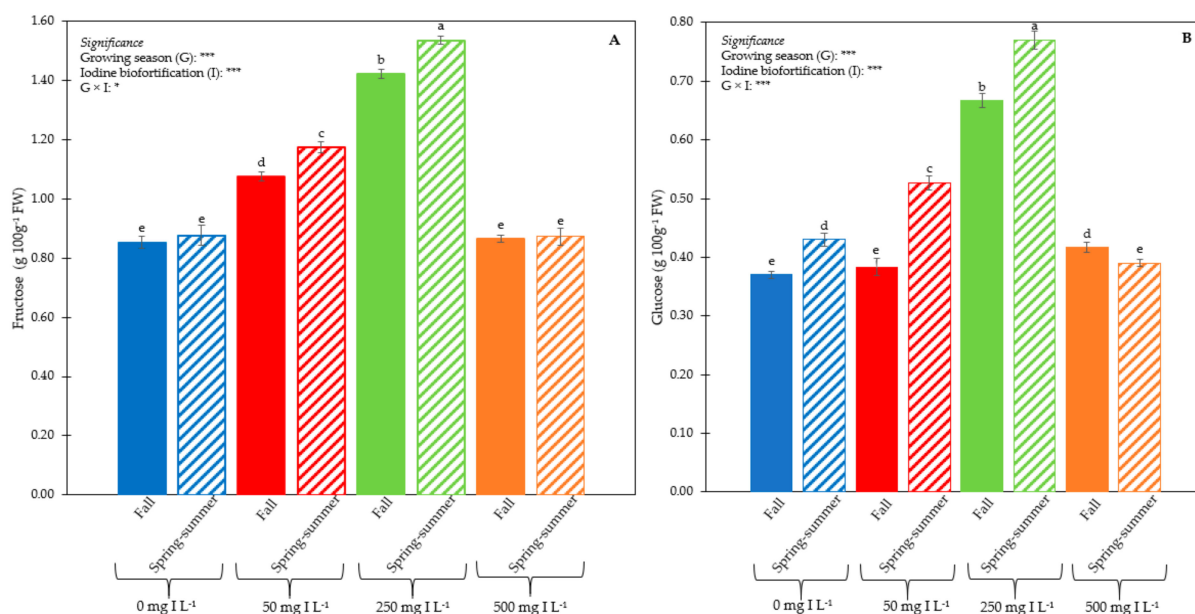 Significance
Growing season (G): ***
Iodine biofortification (I): ***
G × I: *
A
Fructose (g 100g⁻¹ FW)
1.60
1.40
1.20
1.00
0.80
0.60
0.40
0.20
0.00
e
e
d
c
b
a
e
e
Fall
Spring-summer
Fall
Spring-summer
Fall
Spring-summer
Fall
Spring-summer
0 mg I L⁻¹
50 mg I L⁻¹
250 mg I L⁻¹
500 mg I L⁻¹
Significance
Growing season (G): ***
Iodine biofortification (I): ***
G × I: ***
B
Glucose (g 100g⁻¹ FW)
0.80
0.70
0.60
0.50
0.40
0.30
0.20
0.10
0.00
e
d
e
c
b
a
d
e
Fall
Spring-summer
Fall
Spring-summer
Fall
Spring-summer
Fall
Spring-summer
0 mg I L⁻¹
50 mg I L⁻¹
250 mg I L⁻¹
500 mg I L⁻¹